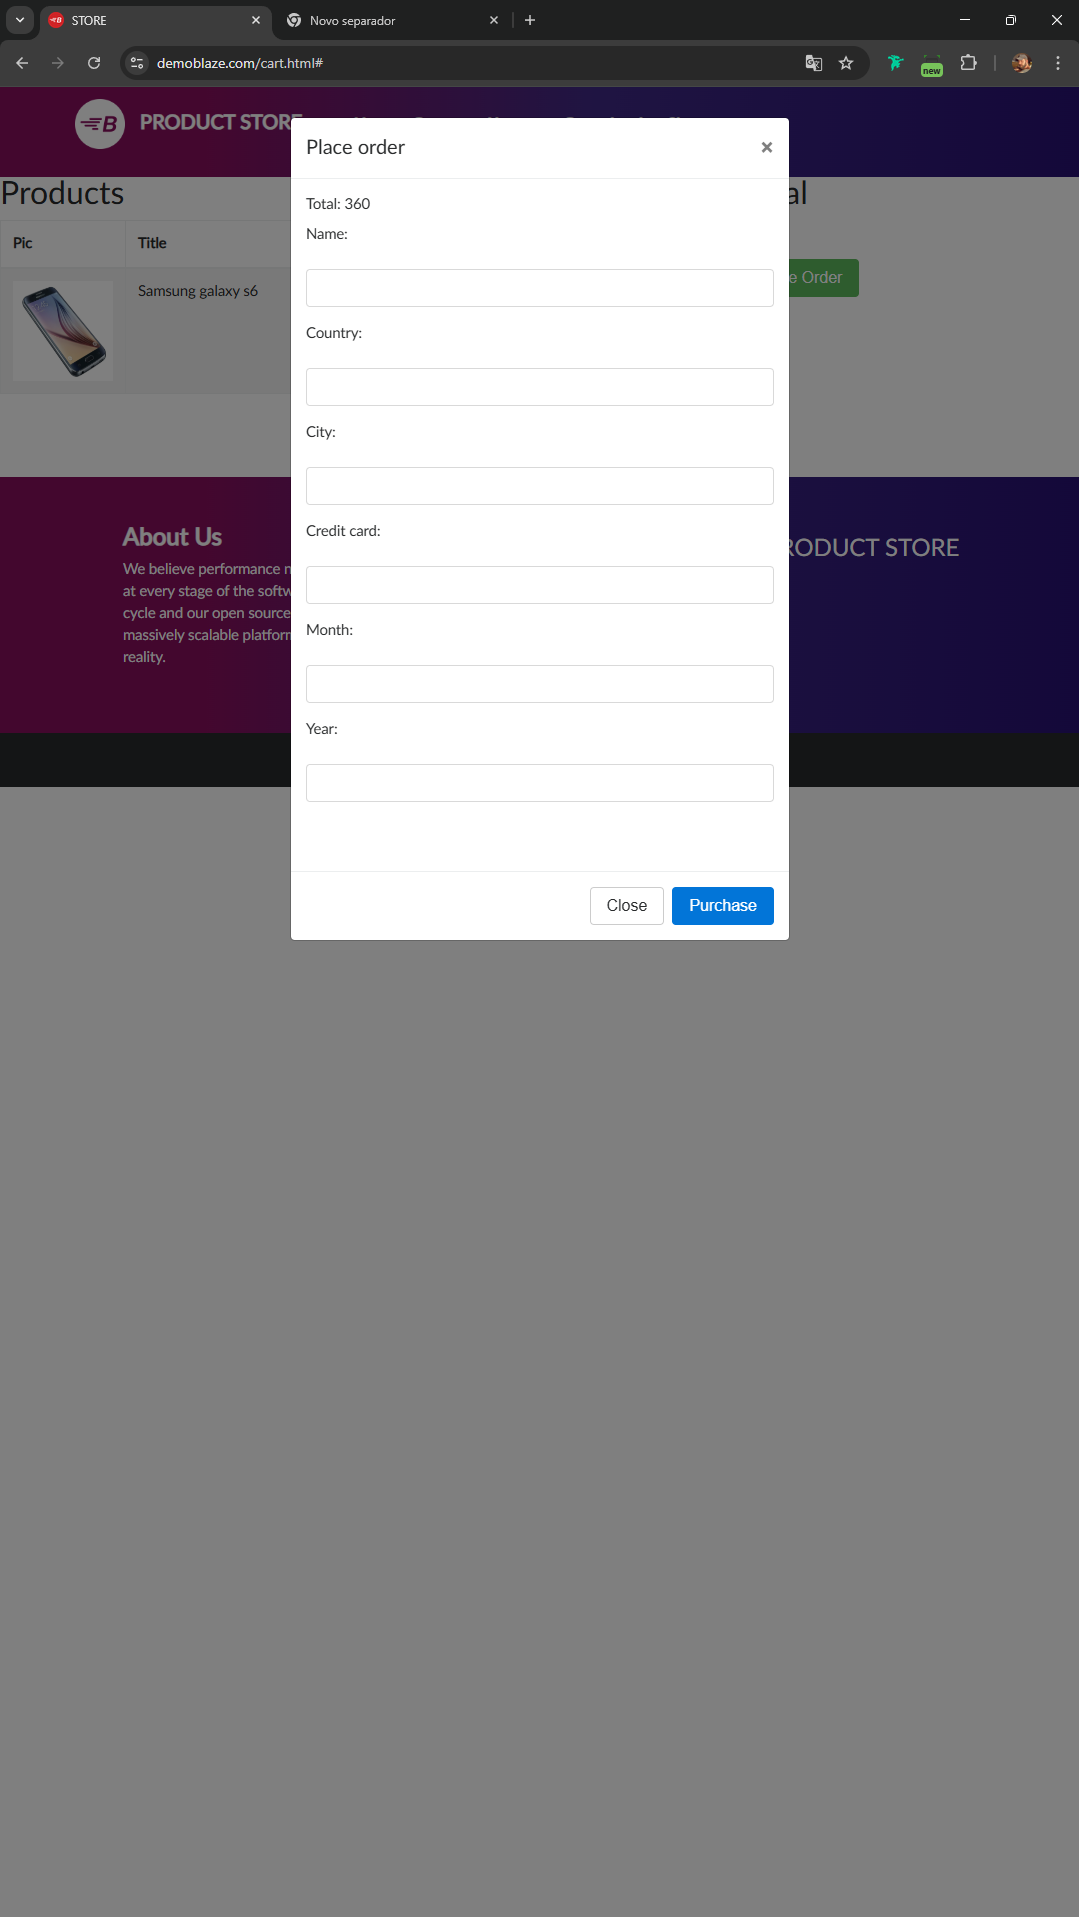 STORE
Novo separador
demoblaze.com/cart.html#
new
B
PRODUCT STORE
Place order
×
Products
Total: 360
al
Name:
Pic
Title
e Order
Samsung galaxy s6
Country:
City:
Credit card:
About Us
RODUCT STORE
We believe performance n
at every stage of the softw
cycle and our open source
massively scalable platform
reality.
Month:
Year:
Close
Purchase